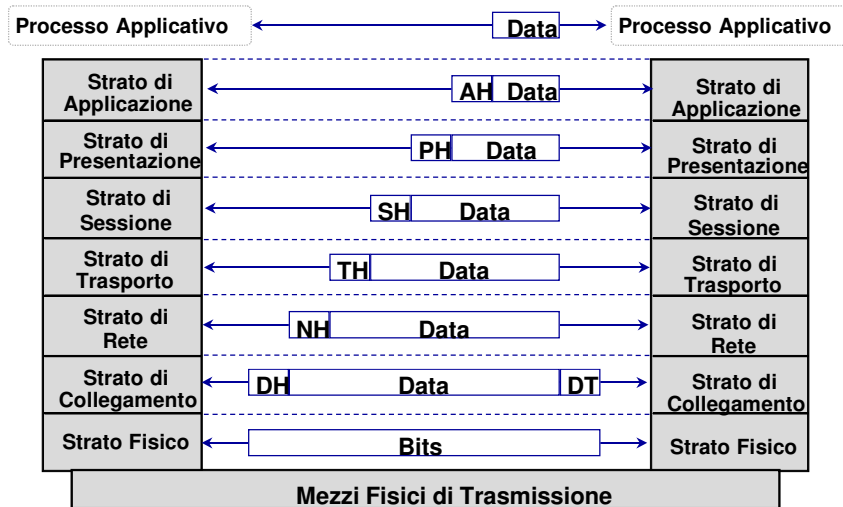 Processo Applicativo Data Processo Applicativo
Strato di
Applicazione
AH Data
Strato di
Applicazione
Strato di
Presentazione
PH Data
Strato di
Presentazione
Strato di
Sessione
SH Data
Strato di
Sessione
Strato di
Trasporto
TH Data
Strato di
Trasporto
Strato di
Rete
NH Data
Strato di
Rete
Strato di
Collegamento
DH Data DT
Strato di
Collegamento
Strato Fisico Bits Strato Fisico
Mezzi Fisici di Trasmissione